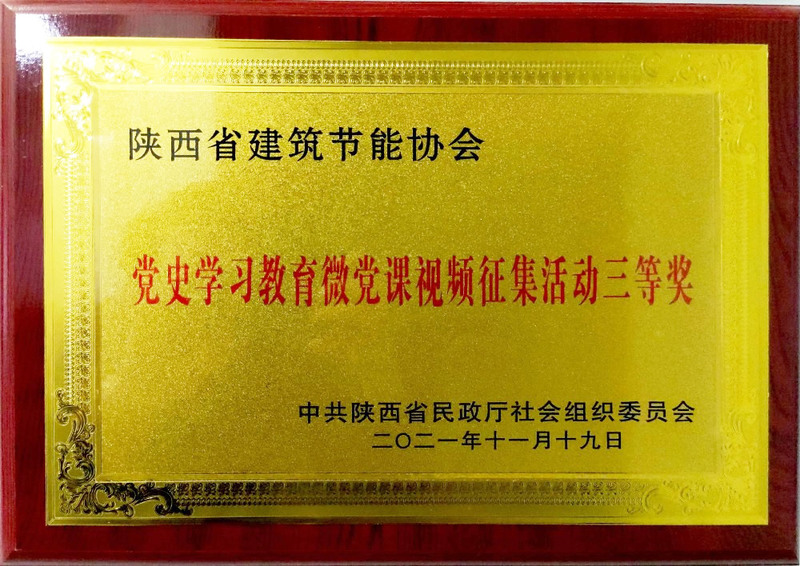 陕西省建筑节能协会
党史学习教育微党课视频征集活动三等奖
中共陕西省民政厅社会组织委员会
二〇二一年十一月十九日